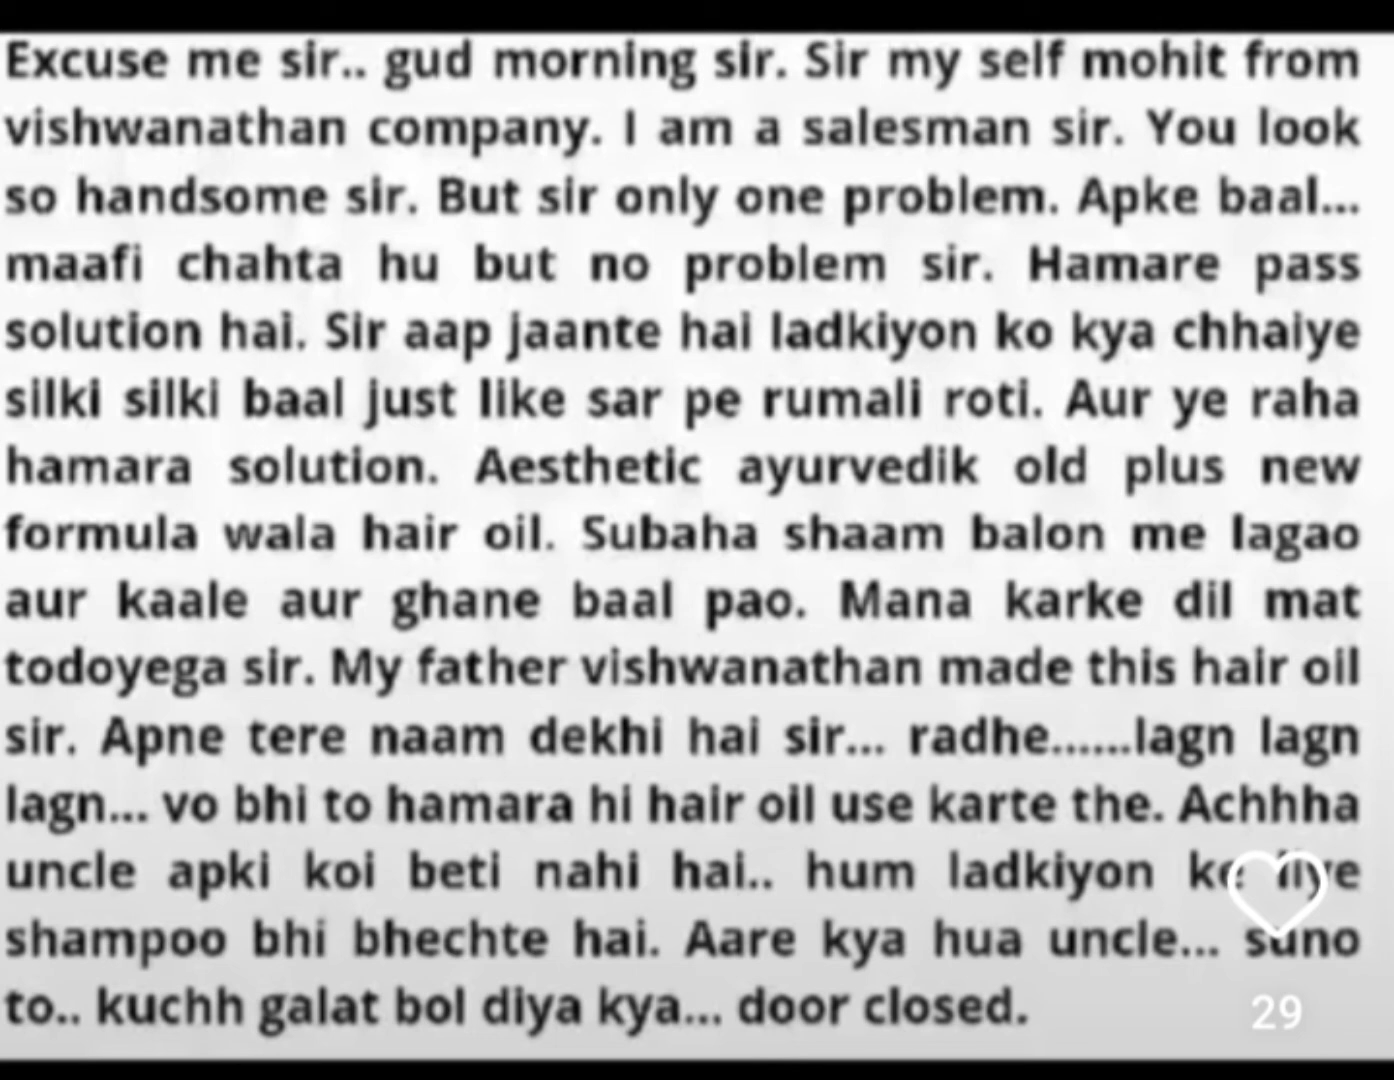 Excuse me sir.. gud morning sir. Sir my self mohit from
vishwanathan company. I am a salesman sir. You look
so handsome sir. But sir only one problem. Apke baal...
maafi chahta hu but no problem sir. Hamare pass
solution hai. Sir aap jaante hai ladkiyon ko kya chhaiye
silki silki baal just like sar pe rumali roti. Aur ye raha
hamara solution. Aesthetic ayurvedik old plus new
formula wala hair oil. Subaha shaam balon me lagao
aur kaale aur ghane baal pao. Mana karke dil mat
todoyega sir. My father vishwanathan made this hair oil
sir. Apne tere naam dekhi hai sir... radhe......lagn lagn
lagn... vo bhi to hamara hi hair oil use karte the. Achhha
uncle apki koi beti nahi hai.. hum ladkiyon ke liye
shampoo bhi bhechte hai. Aare kya hua uncle... suno
to.. kuchh galat bol diya kya... door closed.
29